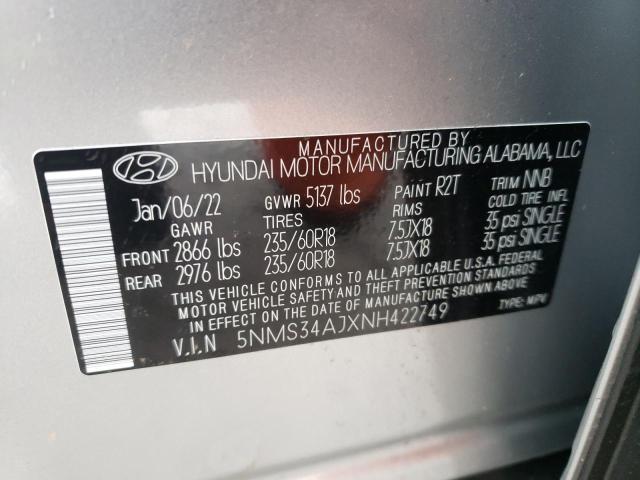 MANUFACTURED BY
HYUNDAI MOTOR MANUFACTURING ALABAMA, LLC
Jan/06/22 GVWR 5137 lbs PAINT R2T TRIM NNB
GAWR TIRES RIMS COLD TIRE INFL
FRONT 2866 lbs 235/60R18 7.5JX18 35 psi SINGLE
REAR 2976 lbs 235/60R18 7.5JX18 35 psi SINGLE
THIS VEHICLE CONFORMS TO ALL APPLICABLE U.S.A. FEDERAL
MOTOR VEHICLE SAFETY AND THEFT PREVENTION STANDARDS
IN EFFECT ON THE DATE OF MANUFACTURE SHOWN ABOVE.
V.I.N 5NMS34AJXNH422749 TYPE: MPV